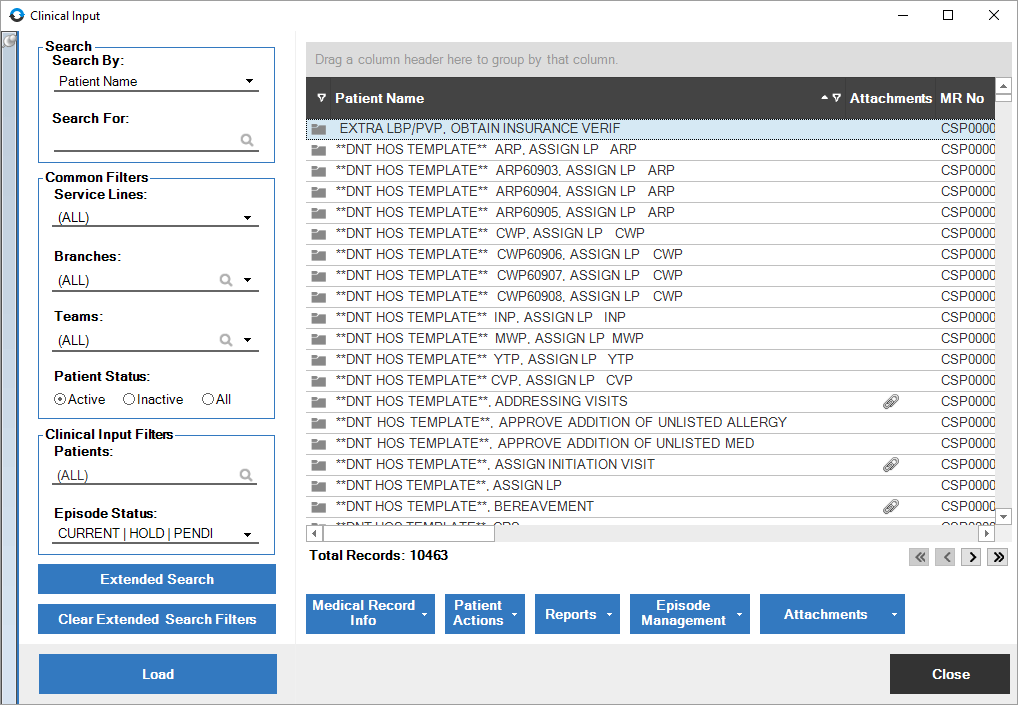 Clinical Input
Search
Search By:
Patient Name
Search For:
Common Filters
Service Lines:
(ALL)
Branches:
(ALL)
Teams:
(ALL)
Patient Status:
Active Inactive All
Clinical Input Filters
Patients:
(ALL)
Episode Status:
CURRENT | HOLD | PENDI
Extended Search
Clear Extended Search Filters
Load
Drag a column header here to group by that column.
Patient Name Attachments MR No
EXTRA LBP/PVP, OBTAIN INSURANCE VERIF CSP0000
**DNT HOS TEMPLATE** ARP, ASSIGN LP ARP CSP0000
**DNT HOS TEMPLATE** ARP60903, ASSIGN LP ARP CSP0000
**DNT HOS TEMPLATE** ARP60904, ASSIGN LP ARP CSP0000
**DNT HOS TEMPLATE** ARP60905, ASSIGN LP ARP CSP0000
**DNT HOS TEMPLATE** CWP, ASSIGN LP CWP CSP0000
**DNT HOS TEMPLATE** CWP60906, ASSIGN LP CWP CSP0000
**DNT HOS TEMPLATE** CWP60907, ASSIGN LP CWP CSP0000
**DNT HOS TEMPLATE** CWP60908, ASSIGN LP CWP CSP0000
**DNT HOS TEMPLATE** INP, ASSIGN LP INP CSP0000
**DNT HOS TEMPLATE** MWP, ASSIGN LP MWP CSP0000
**DNT HOS TEMPLATE** YTP, ASSIGN LP YTP CSP0000
**DNT HOS TEMPLATE** CVP, ASSIGN LP CVP CSP0000
**DNT HOS TEMPLATE**, ADDRESSING VISITS CSP0000
**DNT HOS TEMPLATE**, APPROVE ADDITION OF UNLISTED ALLERGY CSP0000
**DNT HOS TEMPLATE**, APPROVE ADDITION OF UNLISTED MED CSP0000
**DNT HOS TEMPLATE**, ASSIGN INITIATION VISIT CSP0000
**DNT HOS TEMPLATE**, ASSIGN LP CSP0000
**DNT HOS TEMPLATE**, BEREAVEMENT CSP0000
Total Records: 10463
Medical Record
Info
Patient
Actions
Reports
Episode
Management
Attachments
Close